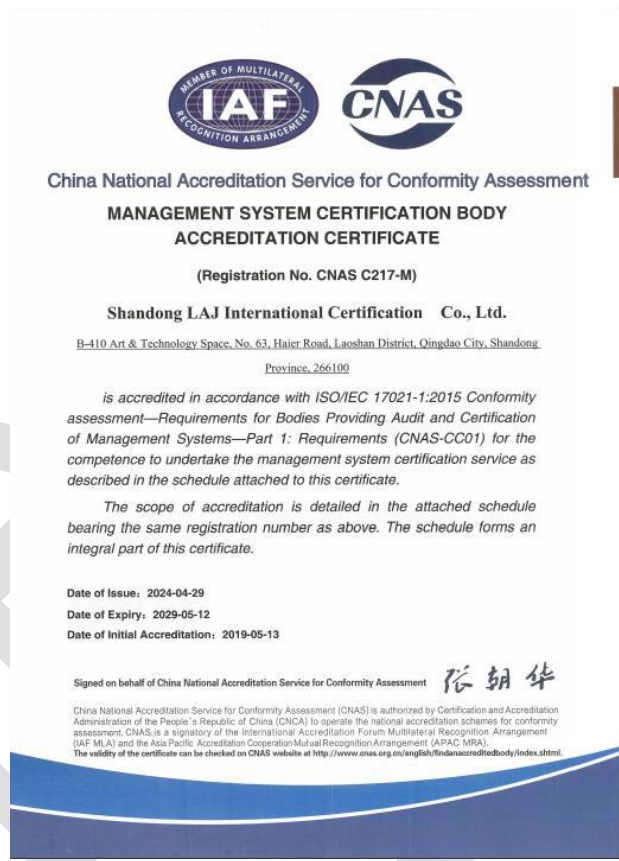 MEMBER OF MULTILATERAL
IAF
RECOGNITION ARRANGEMENT
CNAS
China National Accreditation Service for Conformity Assessment
MANAGEMENT SYSTEM CERTIFICATION BODY
ACCREDITATION CERTIFICATE
(Registration No. CNAS C217-M)
Shandong LAJ International Certification Co., Ltd.
B-410 Art & Technology Space, No. 63, Haier Road, Laoshan District, Qingdao City, Shandong
Province, 266100
is accredited in accordance with ISO/IEC 17021-1:2015 Conformity
assessment—Requirements for Bodies Providing Audit and Certification
of Management Systems—Part 1: Requirements (CNAS-CC01) for the
competence to undertake the management system certification service as
described in the schedule attached to this certificate.
The scope of accreditation is detailed in the attached schedule
bearing the same registration number as above. The schedule forms an
integral part of this certificate.
Date of Issue: 2024-04-29
Date of Expiry: 2029-05-12
Date of Initial Accreditation: 2019-05-13
Signed on behalf of China National Accreditation Service for Conformity Assessment 张朝华
China National Accreditation Service for Conformity Assessment (CNAS) is authorized by Certification and Accreditation
Administration of the People`s Republic of China (CNCA) to operate the national accreditation schemes for conformity
assessment. CNAS is a signatory of the International Accreditation Forum Multilateral Recognition Arrangement
(IAF MLA) and the Asia Pacific Accreditation Cooperation Mutual Recognition Arrangement (APAC MRA).
The validity of the certificate can be checked on CNAS website at http://www.cnas.org.cn/english/findanaccreditedbody/index.shtml.